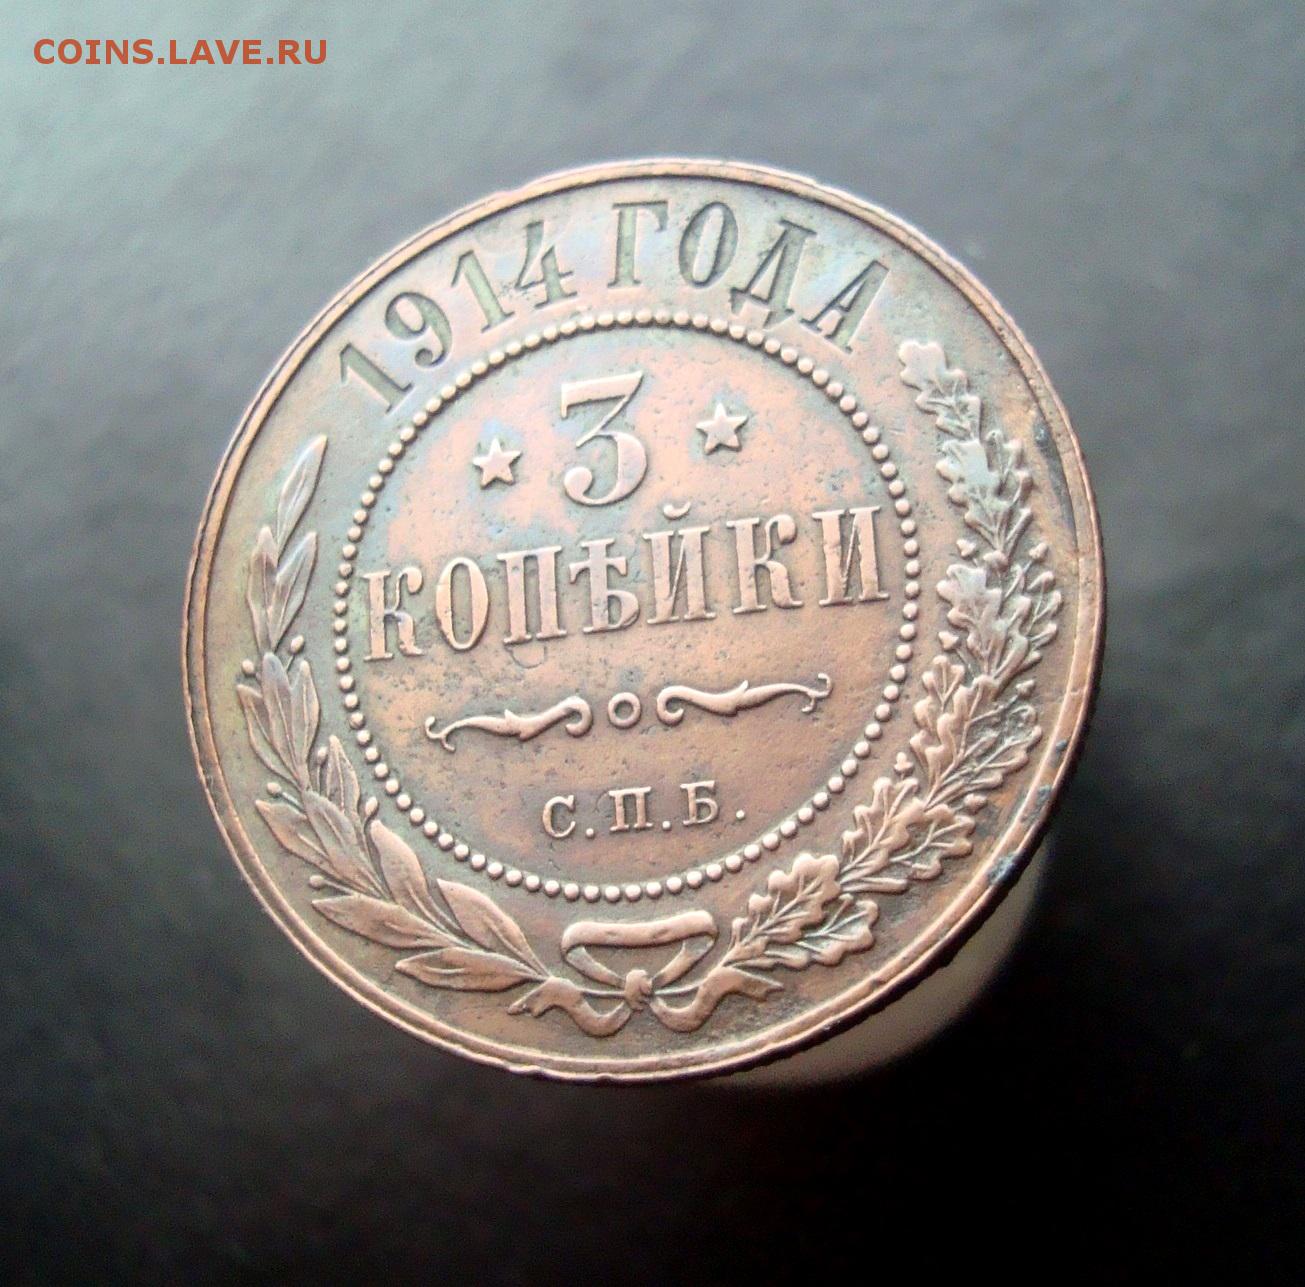 COINS.LAVE.RU
1914 ГОДА
3
КОПѢЙКИ
С.П.Б.